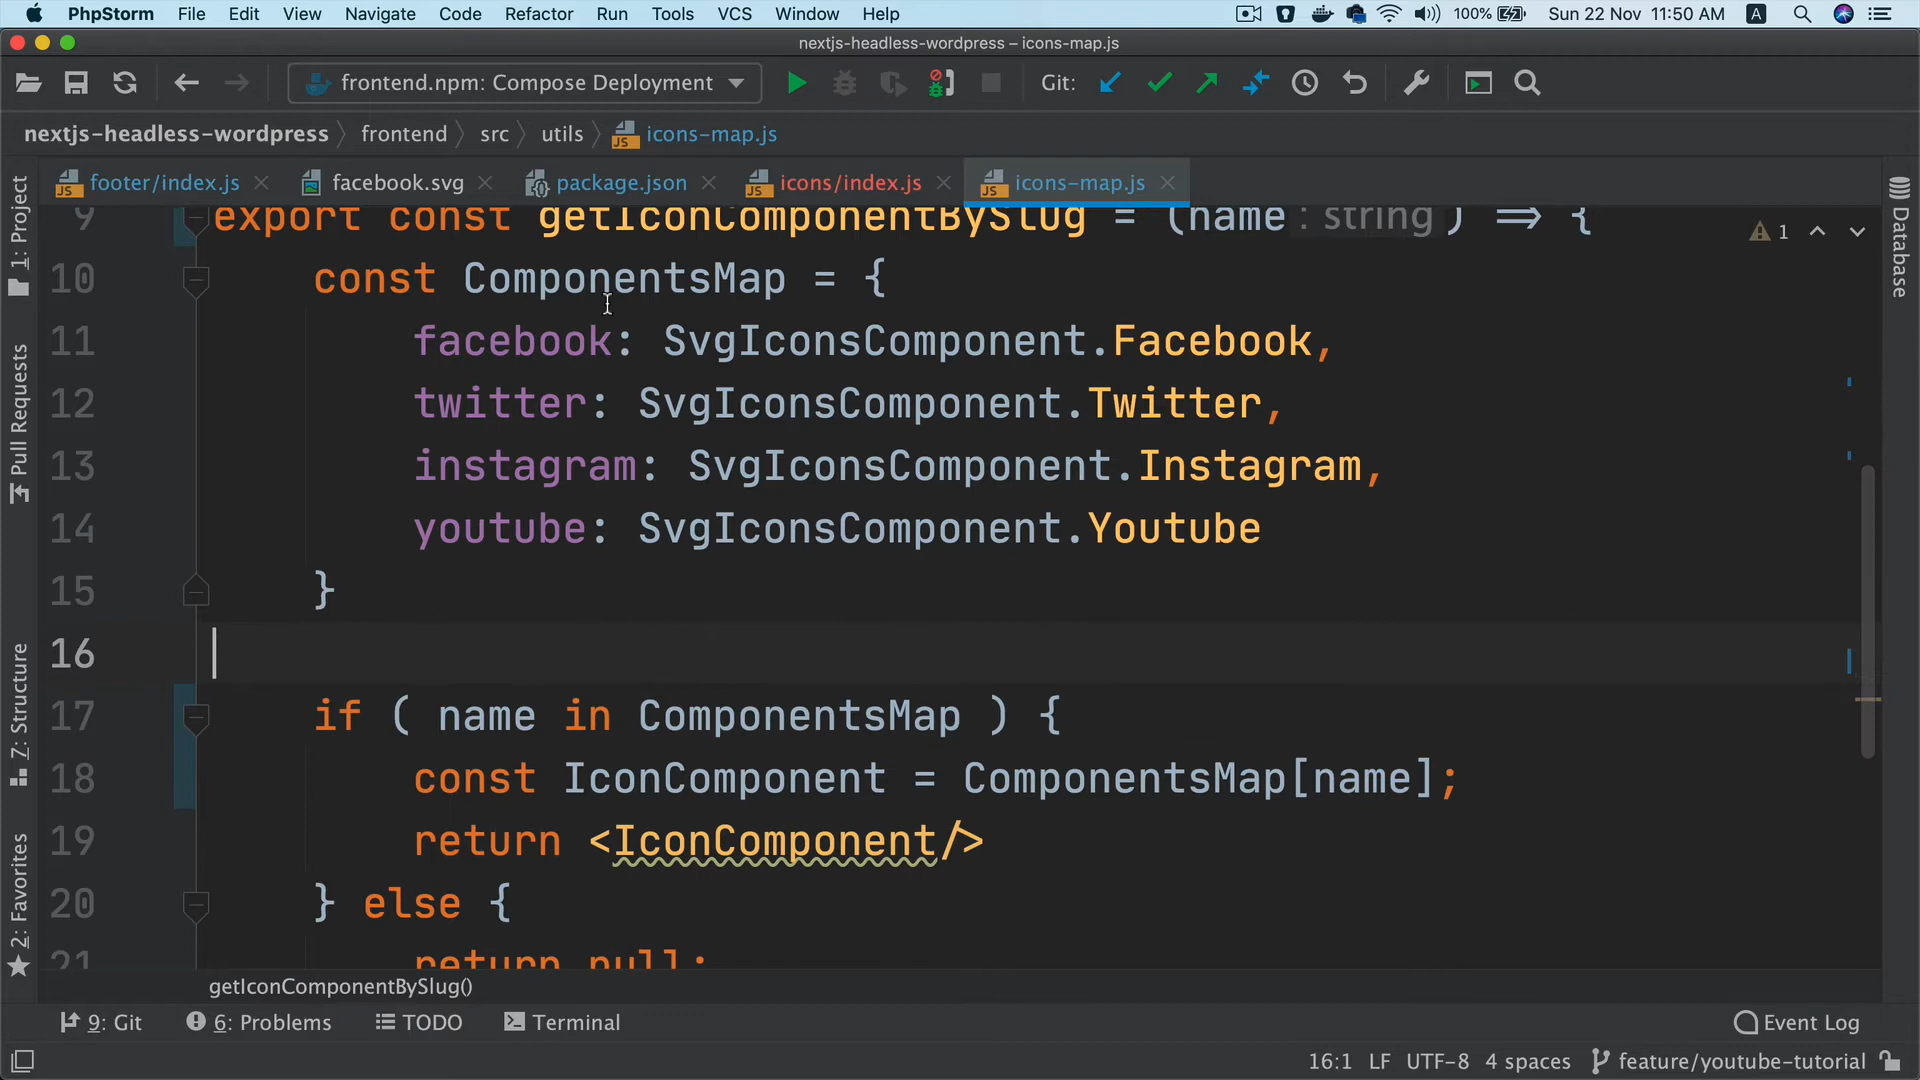 PhpStorm File Edit View Navigate Code Refactor Run Tools VCS Window Help 100% Sun 22 Nov 11:50 AM A
nextjs-headless-wordpress – icons-map.js
frontend.npm: Compose Deployment Git:
nextjs-headless-wordpress frontend src utils icons-map.js
footer/index.js facebook.svg package.json icons/index.js icons-map.js
9 export const getIconComponentBySlug = (name : string ) => {
10 const ComponentsMap = {
11 facebook: SvgIconsComponent.Facebook,
12 twitter: SvgIconsComponent.Twitter,
13 instagram: SvgIconsComponent.Instagram,
14 youtube: SvgIconsComponent.Youtube
15 }
16
17 if ( name in ComponentsMap ) {
18 const IconComponent = ComponentsMap[name];
19 return <IconComponent/>
20 } else {
21 return null;
1
1: Project
Pull Requests
Z: Structure
2: Favorites
Database
getIconComponentBySlug()
9: Git 6: Problems TODO Terminal Event Log
16:1 LF UTF-8 4 spaces feature/youtube-tutorial